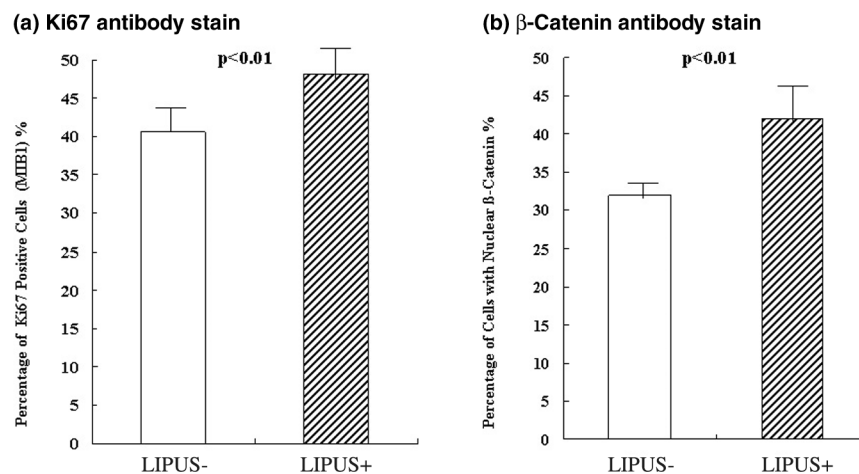 (a) Ki67 antibody stain
Percentage of Ki67 Positive Cells (MIB1) %
50
45
40
35
30
25
20
15
10
5
0
p<0.01
LIPUS-
LIPUS+
(b) β-Catenin antibody stain
Percentage of Cells with Nuclear β-Catenin %
50
45
40
35
30
25
20
15
10
5
0
p<0.01
LIPUS-
LIPUS+